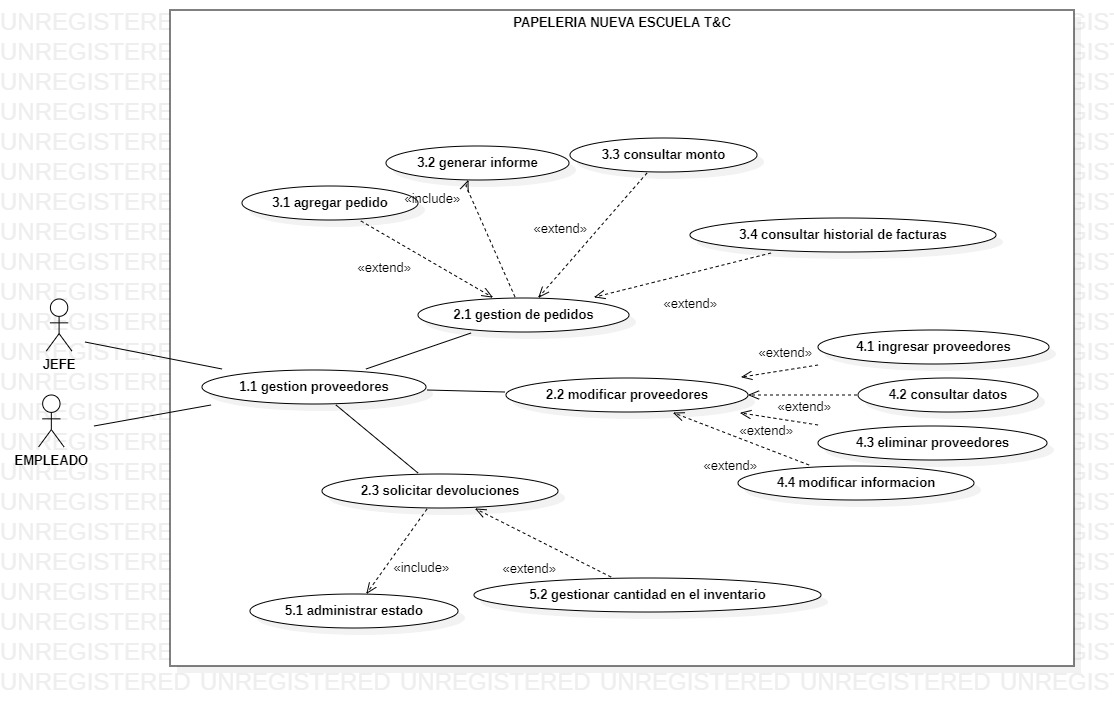 PAPELERIA NUEVA ESCUELA T&C
3.3 consultar monto
3.2 generar informe
3.1 agregar pedido
«include»
«extend»
3.4 consultar historial de facturas
«extend»
«extend»
2.1 gestion de pedidos
JEFE
4.1 ingresar proveedores
«extend»
1.1 gestion proveedores
2.2 modificar proveedores
4.2 consultar datos
«extend»
EMPLEADO
«extend»
4.3 eliminar proveedores
«extend»
4.4 modificar informacion
2.3 solicitar devoluciones
«include»
«extend»
5.2 gestionar cantidad en el inventario
5.1 administrar estado
UNREGISTERED UNREGISTERED UNREGISTERED UNREGISTERED UNREGISTERED